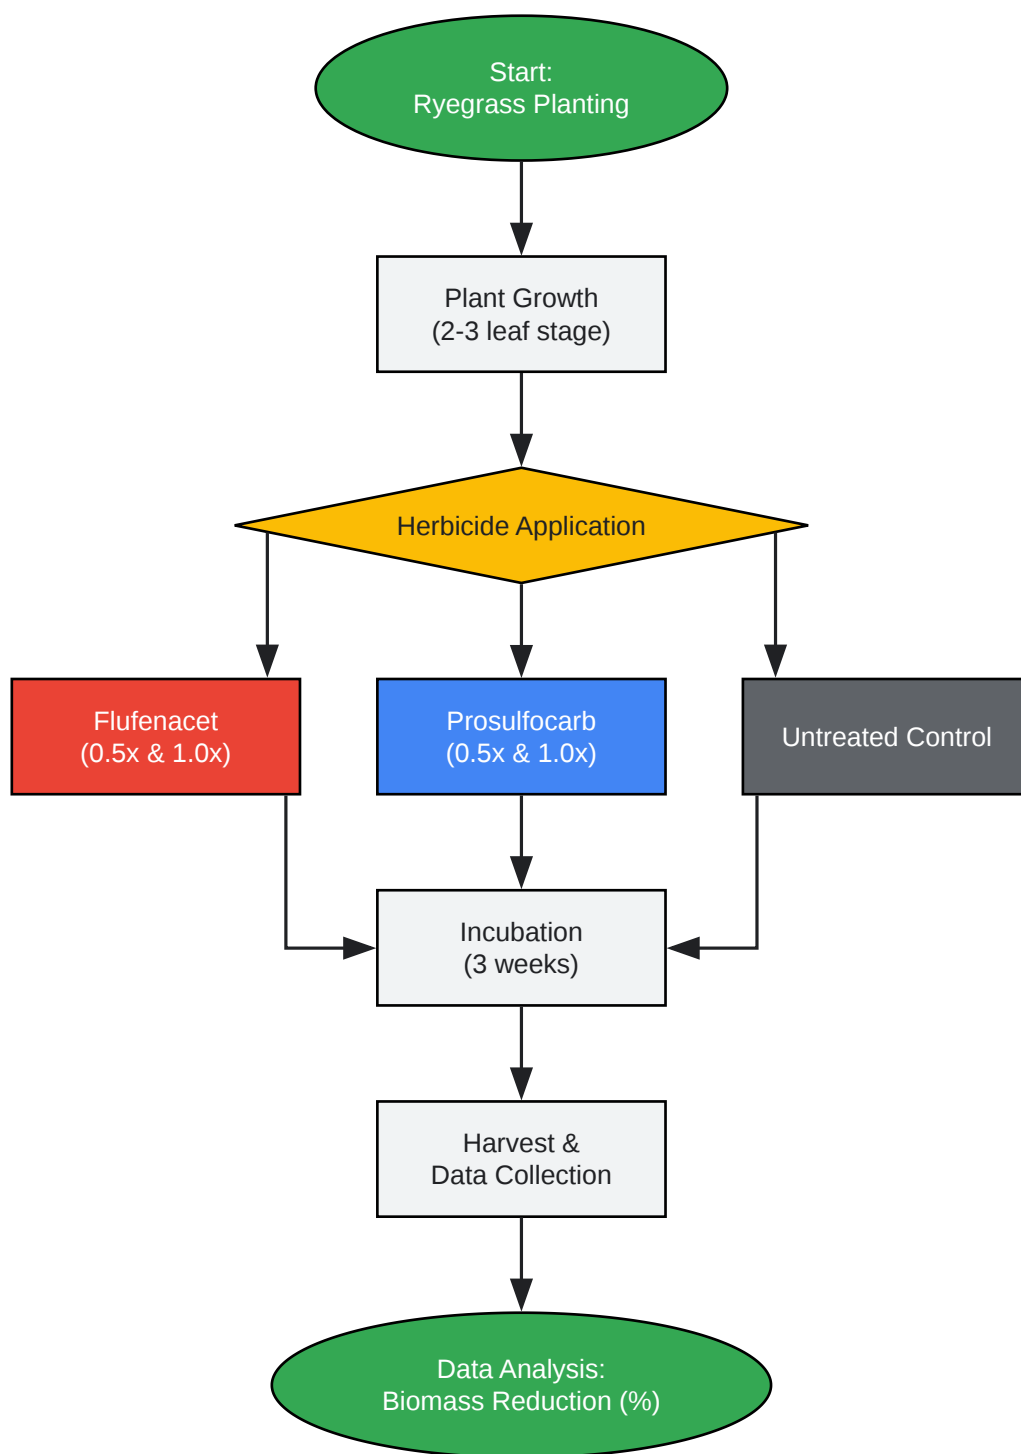 Start:
Ryegrass Planting
Plant Growth
(2-3 leaf stage)
Herbicide Application
Flufenacet
(0.5x & 1.0x)
Prosulfocarb
(0.5x & 1.0x)
Untreated Control
Incubation
(3 weeks)
Harvest &
Data Collection
Data Analysis:
Biomass Reduction (%)